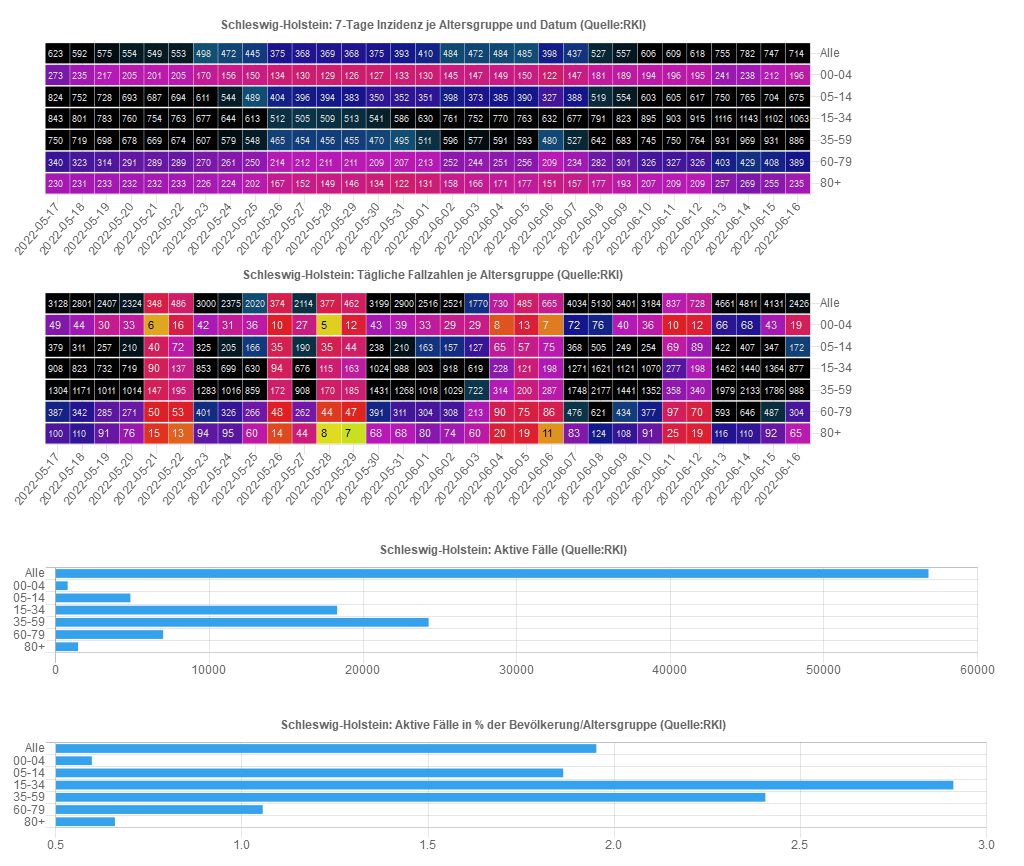 Schleswig-Holstein: 7-Tage Inzidenz je Altersgruppe und Datum (Quelle:RKI)
623 592 575 554 549 553 498 472 445 375 368 369 368 375 393 410 484 472 484 485 398 437 527 557 606 609 618 755 782 747 714 Alle
273 235 217 205 201 205 170 156 150 134 130 129 126 127 133 130 145 147 149 150 122 147 181 189 194 196 195 241 238 212 196 00-04
824 752 728 693 687 694 611 544 489 404 396 394 383 350 352 351 398 373 385 390 327 388 519 554 603 605 617 750 765 704 675 05-14
843 801 783 760 754 763 677 644 613 512 505 509 513 541 586 630 761 752 770 763 632 677 791 823 895 903 915 1116 1143 1102 1063 15-34
750 719 698 678 669 674 607 579 548 465 454 456 455 470 495 511 596 577 591 593 480 527 642 683 745 750 764 931 969 931 886 35-59
340 323 314 291 289 289 270 261 250 214 212 211 211 209 207 213 252 244 251 256 209 234 282 301 326 327 326 403 429 408 389 60-79
230 231 233 232 232 233 226 224 202 167 152 149 146 134 122 131 158 166 171 177 151 157 177 193 207 209 209 257 269 255 235 80+
2022-05-17 2022-05-18 2022-05-19 2022-05-20 2022-05-21 2022-05-22 2022-05-23 2022-05-24 2022-05-25 2022-05-26 2022-05-27 2022-05-28 2022-05-29 2022-05-30 2022-05-31 2022-06-01 2022-06-02 2022-06-03 2022-06-04 2022-06-05 2022-06-06 2022-06-07 2022-06-08 2022-06-09 2022-06-10 2022-06-11 2022-06-12 2022-06-13 2022-06-14 2022-06-15 2022-06-16
Schleswig-Holstein: Tägliche Fallzahlen je Altersgruppe (Quelle:RKI)
3128 2801 2407 2324 348 486 3000 2375 2020 374 2114 377 462 3199 2900 2516 2521 1770 730 485 665 4034 5130 3401 3184 837 728 4661 4811 4131 2426 Alle
49 44 30 33 6 16 42 31 36 10 27 5 12 43 39 33 29 29 8 13 7 72 76 40 36 10 12 66 68 43 19 00-04
379 311 257 210 40 72 325 205 166 35 190 35 44 238 210 163 157 127 65 57 75 368 505 249 254 69 89 422 407 347 172 05-14
908 823 732 719 90 137 853 699 630 94 676 115 163 1024 988 903 918 619 228 121 198 1271 1621 1121 1070 277 198 1462 1440 1364 877 15-34
1304 1171 1011 1014 147 195 1283 1016 859 172 908 170 185 1431 1268 1018 1029 722 314 200 287 1748 2177 1441 1352 358 340 1979 2133 1786 988 35-59
387 342 285 271 50 53 401 326 266 48 262 44 47 391 311 304 308 213 90 75 86 476 621 434 377 97 70 593 646 487 304 60-79
100 110 91 76 15 13 94 95 60 14 44 8 7 68 68 80 74 60 20 19 11 83 124 108 91 25 19 116 110 92 65 80+
2022-05-17 2022-05-18 2022-05-19 2022-05-20 2022-05-21 2022-05-22 2022-05-23 2022-05-24 2022-05-25 2022-05-26 2022-05-27 2022-05-28 2022-05-29 2022-05-30 2022-05-31 2022-06-01 2022-06-02 2022-06-03 2022-06-04 2022-06-05 2022-06-06 2022-06-07 2022-06-08 2022-06-09 2022-06-10 2022-06-11 2022-06-12 2022-06-13 2022-06-14 2022-06-15 2022-06-16
Schleswig-Holstein: Aktive Fälle (Quelle:RKI)
Alle
00-04
05-14
15-34
35-59
60-79
80+
0 10000 20000 30000 40000 50000 60000
Schleswig-Holstein: Aktive Fälle in % der Bevölkerung/Altersgruppe (Quelle:RKI)
Alle
00-04
05-14
15-34
35-59
60-79
80+
0.5 1.0 1.5 2.0 2.5 3.0